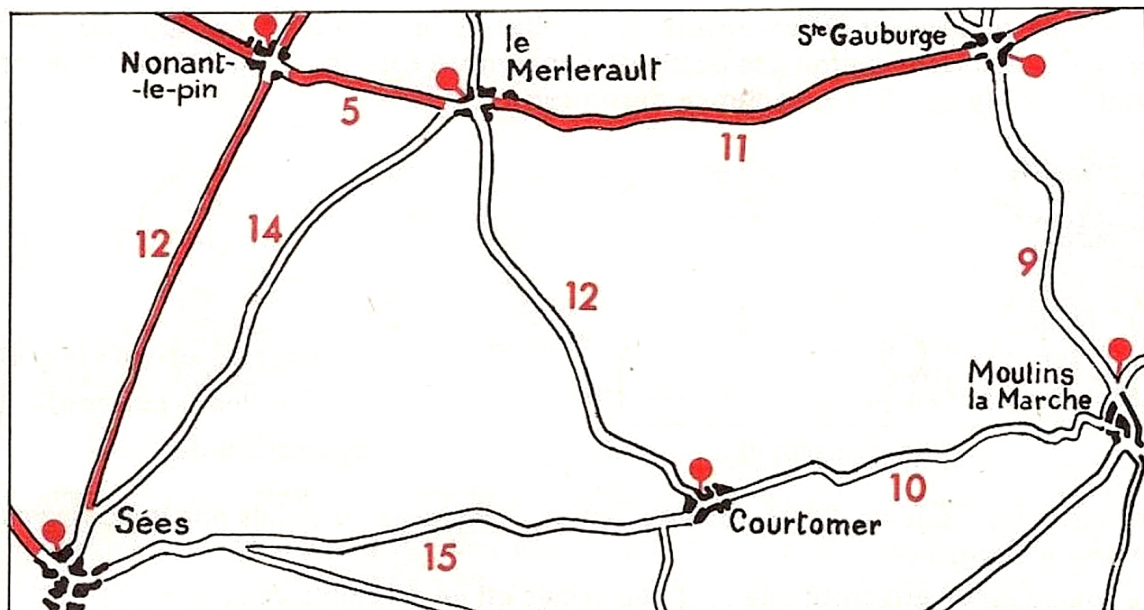 Nonant-
-le-pin
le
Merlerault
Ste Gauburge
5
11
12
14
12
9
Moulins
la Marche
10
Sées
Courtomer
15